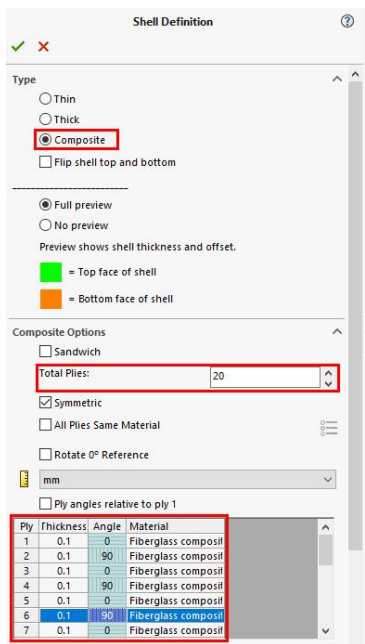 Shell Definition
Type
Thin
Thick
Composite
Flip shell top and bottom
Full preview
No preview
Preview shows shell thickness and offset.
= Top face of shell
= Bottom face of shell
Composite Options
Sandwich
Total Plies: 20
Symmetric
All Plies Same Material
Rotate 0º Reference
mm
Ply angles relative to ply 1
Ply Thickness Angle Material
1 0.1 0 Fiberglass composit
2 0.1 90 Fiberglass composit
3 0.1 0 Fiberglass composit
4 0.1 90 Fiberglass composit
5 0.1 0 Fiberglass composit
6 0.1 90 Fiberglass composit
7 0.1 0 Fiberglass composit